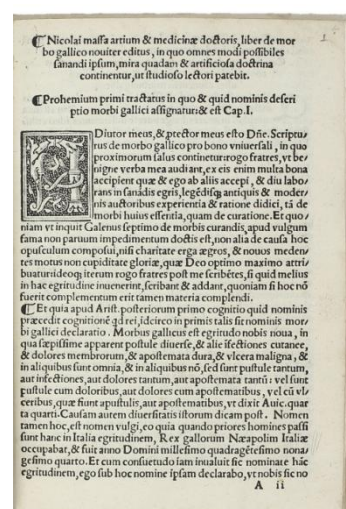 ¶Nicolai massa artium & medicinæ doctoris, liber de mor
bo gallico nouiter editus, in quo omnes modi possibiles
sanandi ipsum, mira quadam & artificiosa doctrina
continentur, ut studioso lectori patebit.
¶Prohemium primi tractatus in quo & quid nominis descri
ptio morbi gallici assignatur: & est Cap. I.
ADiutor meus, & ptector meus esto Dñe. Scriptu-
rus de morbo gallico pro bono vniuersali, in quo
proximorum salus continetur: rogo fratres, vt be
nigne verba mea audiant, ex eis enim multa bona
accipient quæ & ego ab aliis accepi, & diu labo
rans in sanadis egris, legēdisq; antiquis & moder
nis auctoribus experientia & ratione didici, tā de
morbi huius essentia, quam de curatione. Et quo
niam vt inquit Galenus septimo de morbis curandis, apud vulgum
fama non paruum impedimentum doctis est, non alia de causa hoc
opusculum composui, nisi charitate erga ægros, & nouos meden/
tes motus non cupiditate gloriæ, quæ Deo optimo maximo attri
buatur ideoq; iterum rogo fratres post me scribētes, si quid melius
in hac egritudine inuenerint, scribant & addant, quoniam si hoc nō
fuerit complementum erit tamen materia complendi.
¶Et quia apud Arist. posteriorum primo cognitio quid nominis
præcedit cognitionē qd rei, idcirco in primis talis sit nominis mor
bi gallici declaratio. Morbus gallicus est egritudo nobis noua, in
qua sæpissime apparent postule diuersæ, & alie isfectiones cutaneæ,
& dolores membrorum, & apostemata dura, & vlcera maligna, &
in aliquibus sunt omnia, & in aliquibus nō, sed sunt pustule tantum,
aut infectiones, aut dolores tantum, aut apostemata tantū: vel sunt
pustule cum doloribus, aut dolores cum apostematibus, vel cū vl/
ceribus, quæ fiunt apustulis, aut apostematibus, vt dixit Auic. quar
ta quarti. Causam autem diuersitatis istorum dicam post. Nomen
tamen hoc, est nomen vulgi, eo quia quando priores homines passi
sunt hanc in Italia egritudinem, Rex gallorum Næapolim Italiæ
occupabat, & fuit anno Domini millesimo quadragētesimo nona/
gesimo quarto. Et cum consuetudo iam inualuit sic nominate hāc
egritudinem, ego sub hoc nomine ipsam declarabo, vt nobis sic no
A ii